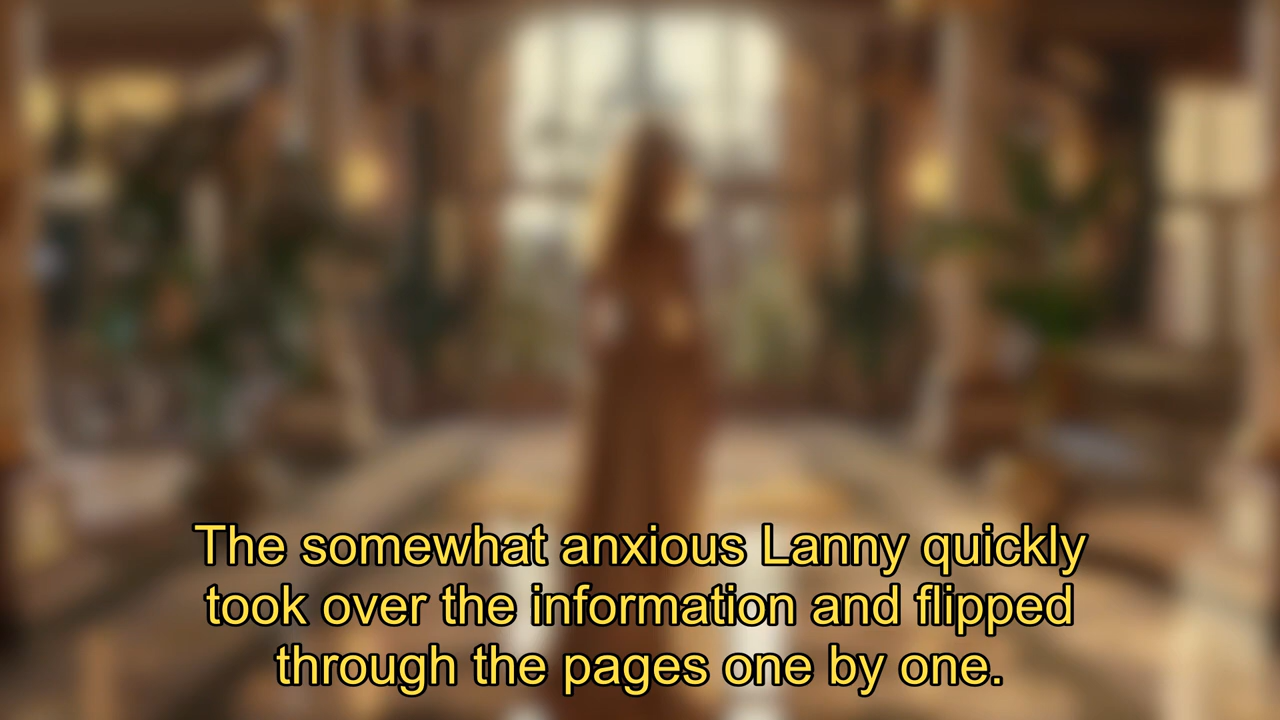 The somewhat anxious Lanny quickly
took over the information and flipped
through the pages one by one.